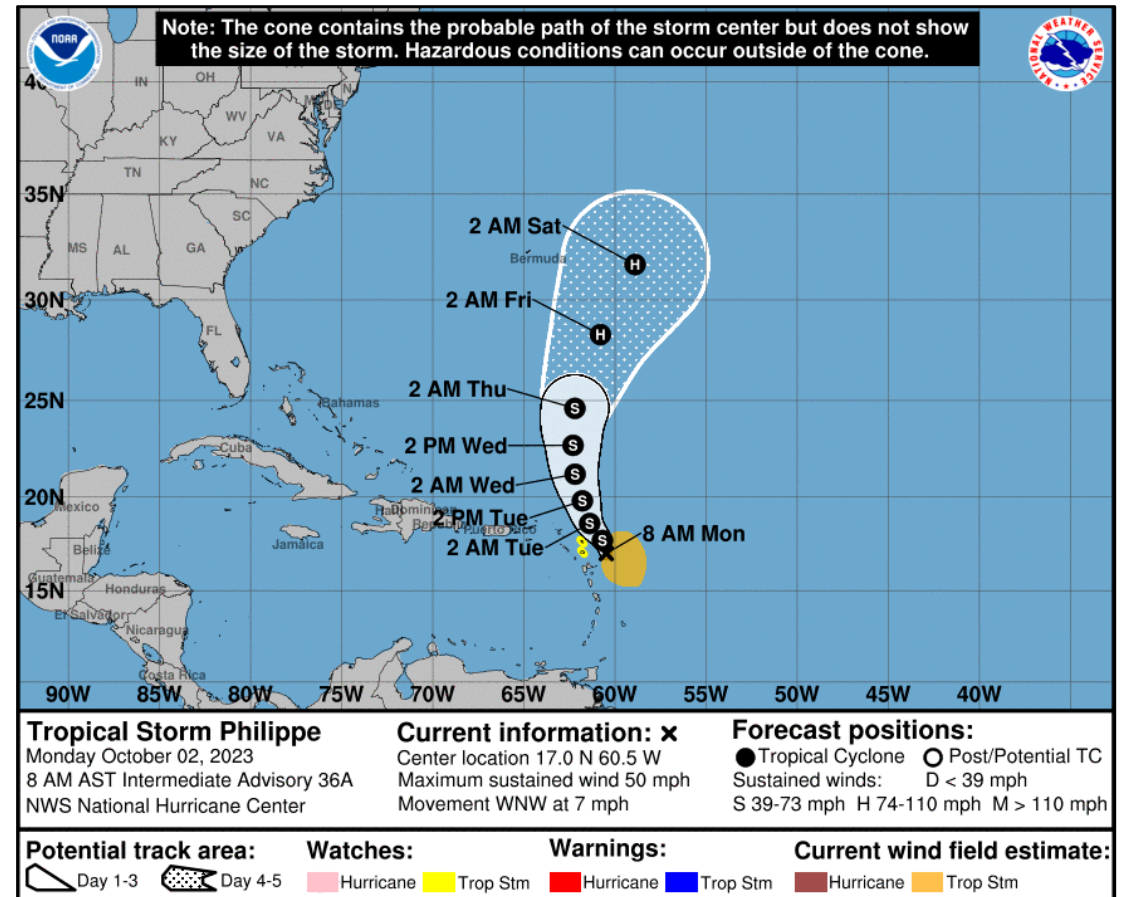 Note: The cone contains the probable path of the storm center but does not show
the size of the storm. Hazardous conditions can occur outside of the cone.
NOAA
NATIONAL WEATHER SERVICE
IN
OH
WV
KY
VA
TN
NC
SC
MS
AL
GA
FL
DE
40
35N
30N
25N
20N
15N
2 AM Sat
Bermuda
H
2 AM Fri
H
2 AM Thu
S
2 PM Wed
S
2 AM Wed
S
2 PM Tue
S
2 AM Tue
S
8 AM Mon
S
Bahamas
Cuba
Mexico
Haiti
Dominican
Republic
Puerto Rico
Jamaica
Belize
Guatemala
Honduras
El Salvador
Nicaragua
Costa Rica
90W 85W 80W 75W 70W 65W 60W 55W 50W 45W 40W
Tropical Storm Philippe
Monday October 02, 2023
8 AM AST Intermediate Advisory 36A
NWS National Hurricane Center
Current information: ×
Center location 17.0 N 60.5 W
Maximum sustained wind 50 mph
Movement WNW at 7 mph
Forecast positions:
Tropical Cyclone Post/Potential TC
Sustained winds: D < 39 mph
S 39-73 mph H 74-110 mph M > 110 mph
Potential track area:
Day 1-3 Day 4-5
Watches:
Hurricane Trop Stm
Warnings:
Hurricane Trop Stm
Current wind field estimate:
Hurricane Trop Stm